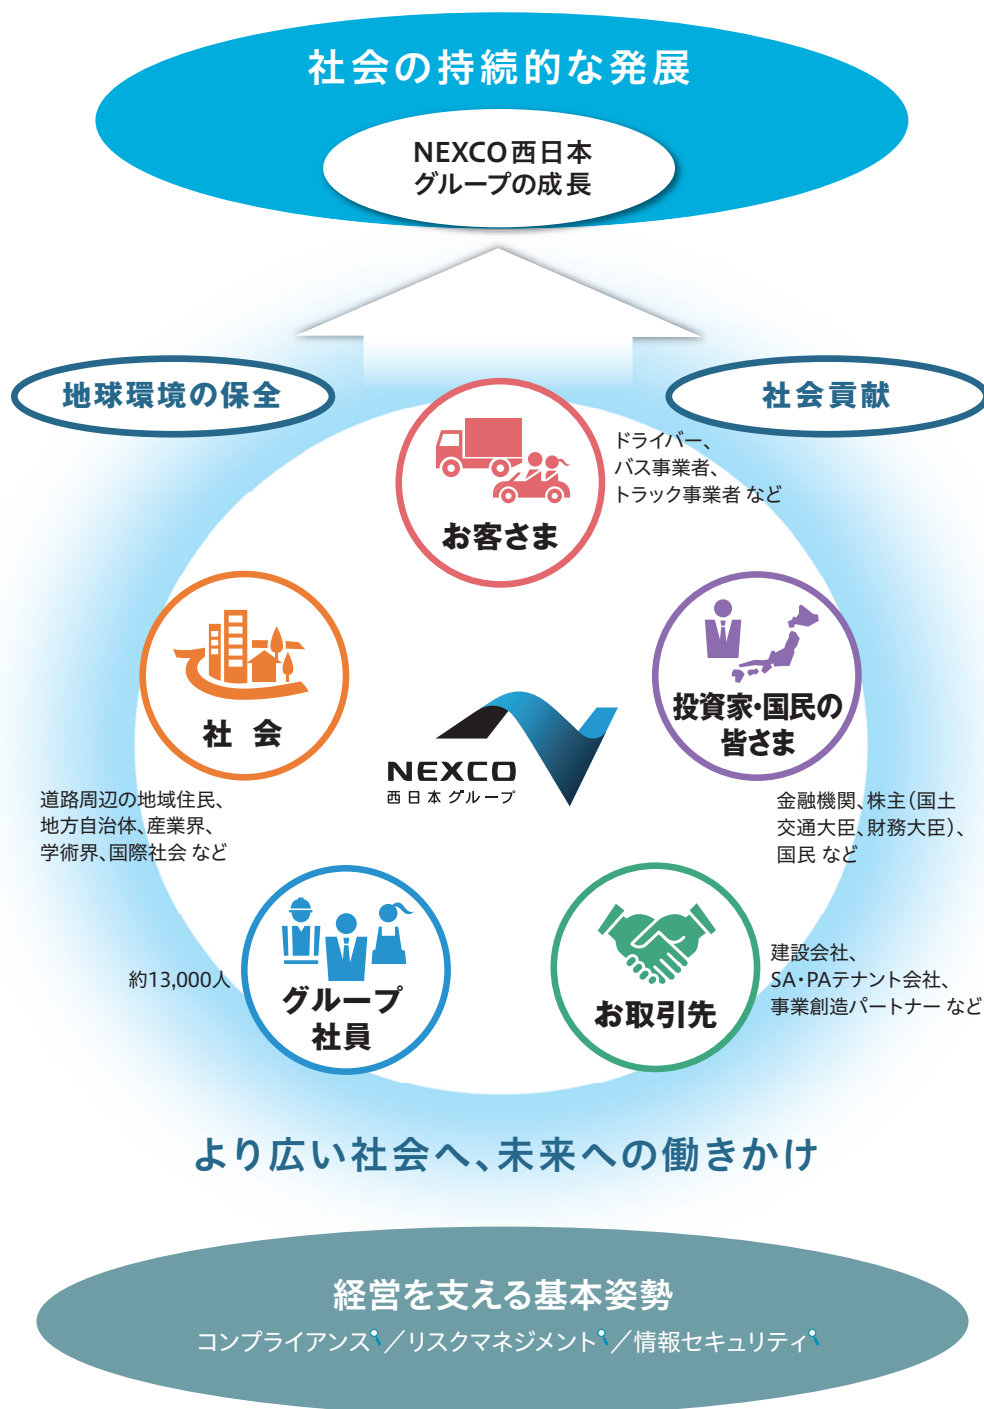 社会の持続的な発展
NEXCO西日本
グループの成長
地球環境の保全
社会貢献
お客さま
ドライバー、
バス事業者、
トラック事業者 など
社 会
道路周辺の地域住民、
地方自治体、産業界、
学術界、国際社会 など
投資家・国民の
皆さま
金融機関、株主（国土
交通大臣、財務大臣）、
国民 など
NEXCO
西日本グループ
グループ
社員
約13,000人
お取引先
建設会社、
SA・PAテナント会社、
事業創造パートナー など
より広い社会へ、未来への働きかけ
経営を支える基本姿勢
コンプライアンス／リスクマネジメント／情報セキュリティ